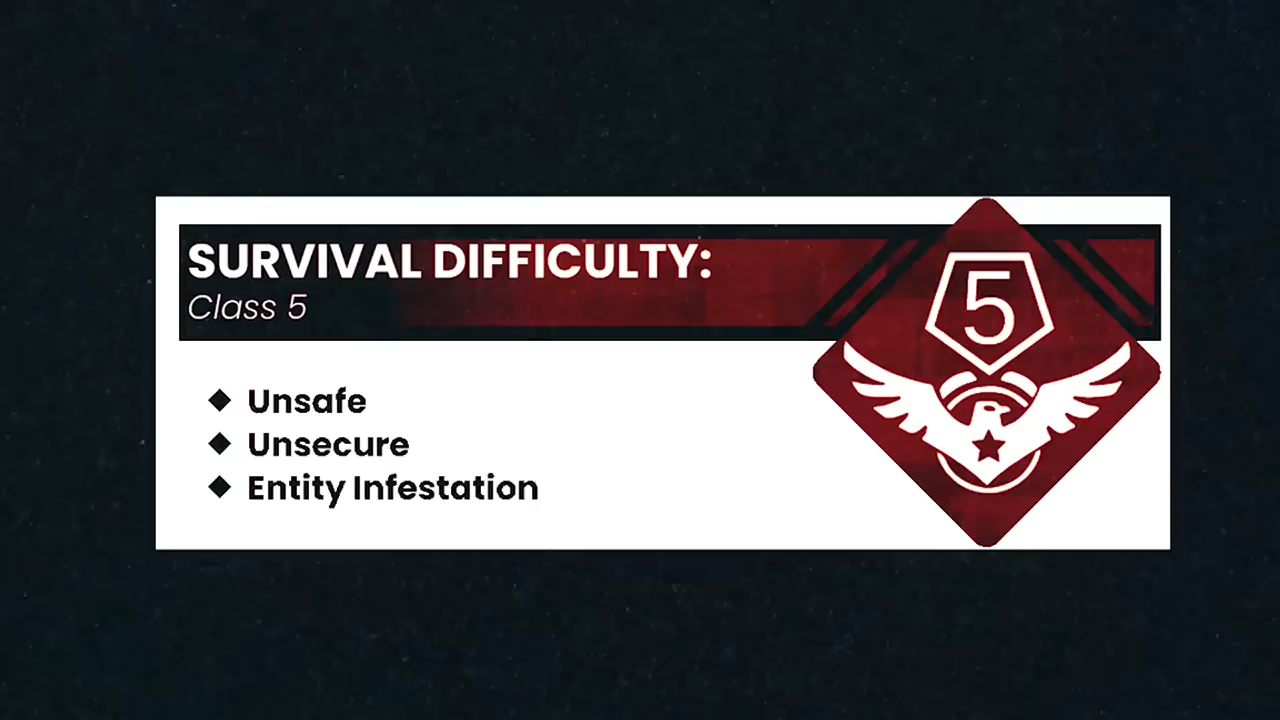 SURVIVAL DIFFICULTY:
Class 5
5
Unsafe
Unsecure
Entity Infestation